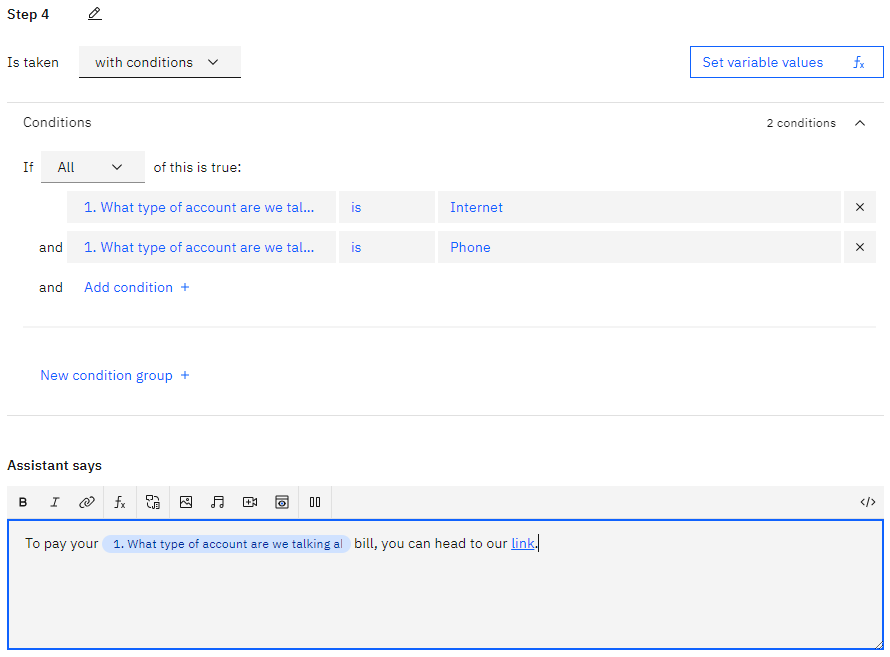 Step 4
Is taken with conditions Set variable values fx
Conditions 2 conditions
If All of this is true:
1. What type of account are we tal... is Internet
and 1. What type of account are we tal... is Phone
and Add condition +
New condition group +
Assistant says
B I fx </>
To pay your 1. What type of account are we talking al bill, you can head to our link.